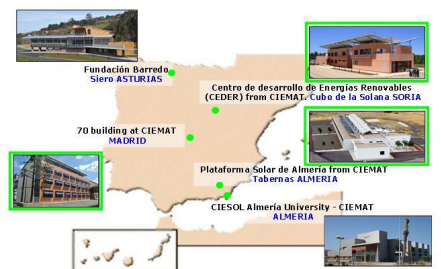 Fundación Barredo
Siero ASTURIAS
Centro de desarrollo de Energías Renovables
(CEDER) from CIEMAT. Cubo de la Solana SORIA
70 building at CIEMAT
MADRID
Plataforma Solar de Almería from CIEMAT
Tabernas ALMERIA
CIESOL Almería University - CIEMAT
ALMERIA